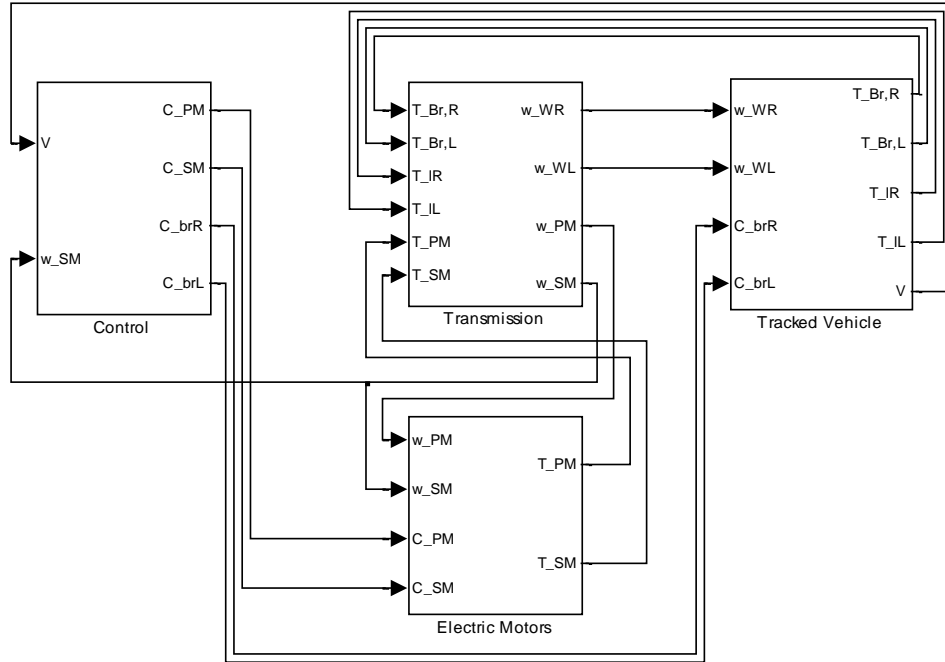 V
w_SM
C_PM
C_SM
C_brR
C_brL
Control
T_Br,R
T_Br,L
T_IR
T_IL
T_PM
T_SM
w_WR
w_WL
w_PM
w_SM
Transmission
w_WR
w_WL
C_brR
C_brL
T_Br,R
T_Br,L
T_IR
T_IL
V
Tracked Vehicle
w_PM
w_SM
C_PM
C_SM
T_PM
T_SM
Electric Motors